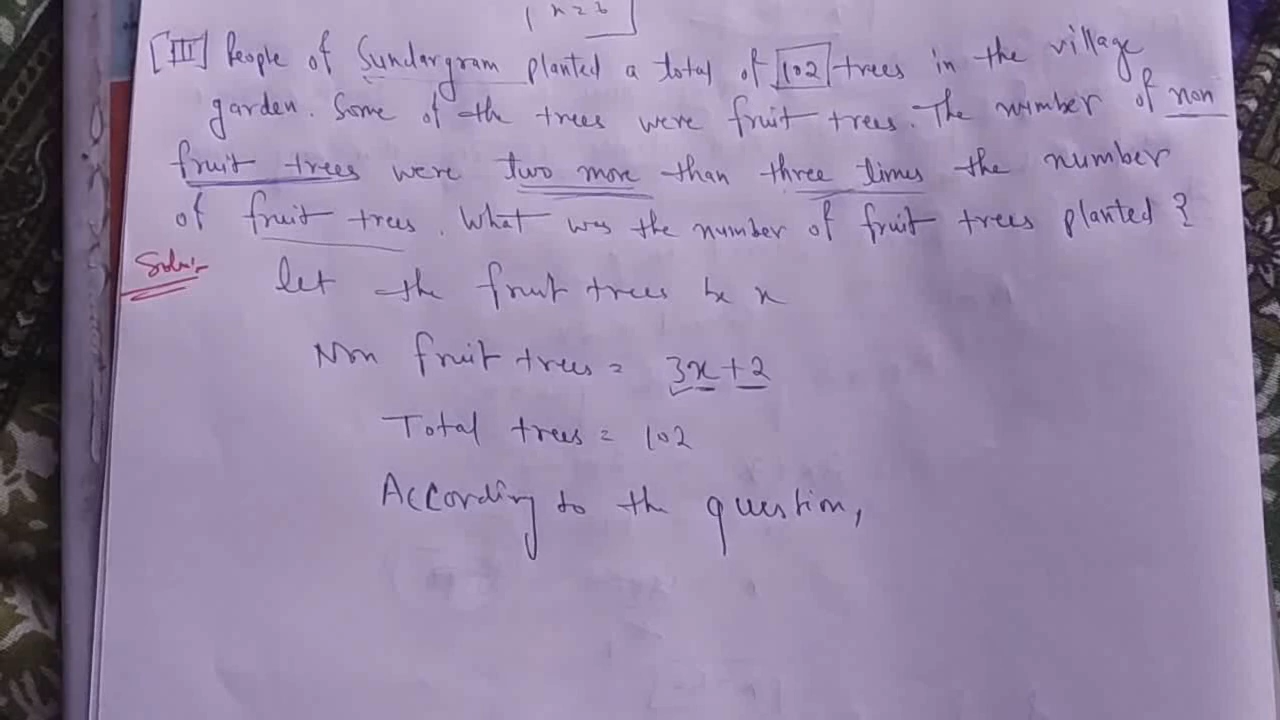 x = 6
[III] People of Sundargram planted a total of 102 trees in the village
garden. Some of the trees were fruit trees. The number of non
fruit trees were two more than three times the number
of fruit trees. What was the number of fruit trees planted?
Soln:-
let the fruit trees be x
Non fruit trees = 3x+2
Total trees = 102
According to the question,